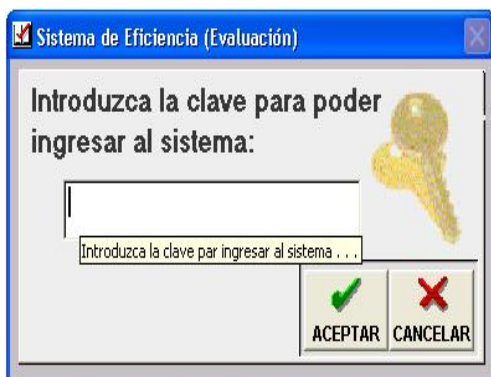 Sistema de Eficiencia (Evaluación)
Introduzca la clave para poder
ingresar al sistema:
Introduzca la clave par ingresar al sistema . . .
ACEPTAR CANCELAR